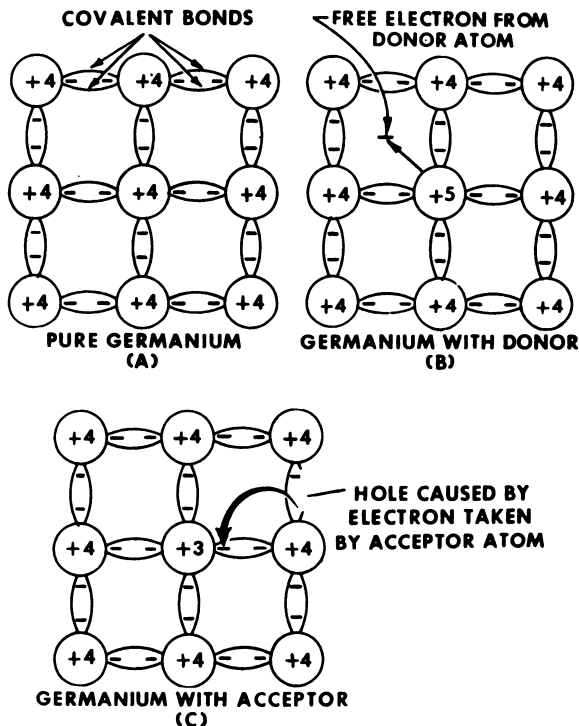 COVALENT BONDS
+4 - - +4 - - +4
- - - - - -
+4 - - +4 - - +4
- - - - - -
+4 - - +4 - - +4
PURE GERMANIUM
(A)
FREE ELECTRON FROM
DONOR ATOM
+4 - - +4 - - +4
- - - - - - -
+4 - - +5 - - +4
- - - - - -
+4 - - +4 - - +4
GERMANIUM WITH DONOR
(B)
+4 - - +4 - - +4
- - - - -
+4 - - +3 - - +4
- - - - - -
+4 - - +4 - - +4
HOLE CAUSED BY
ELECTRON TAKEN
BY ACCEPTOR ATOM
GERMANIUM WITH ACCEPTOR
(C)